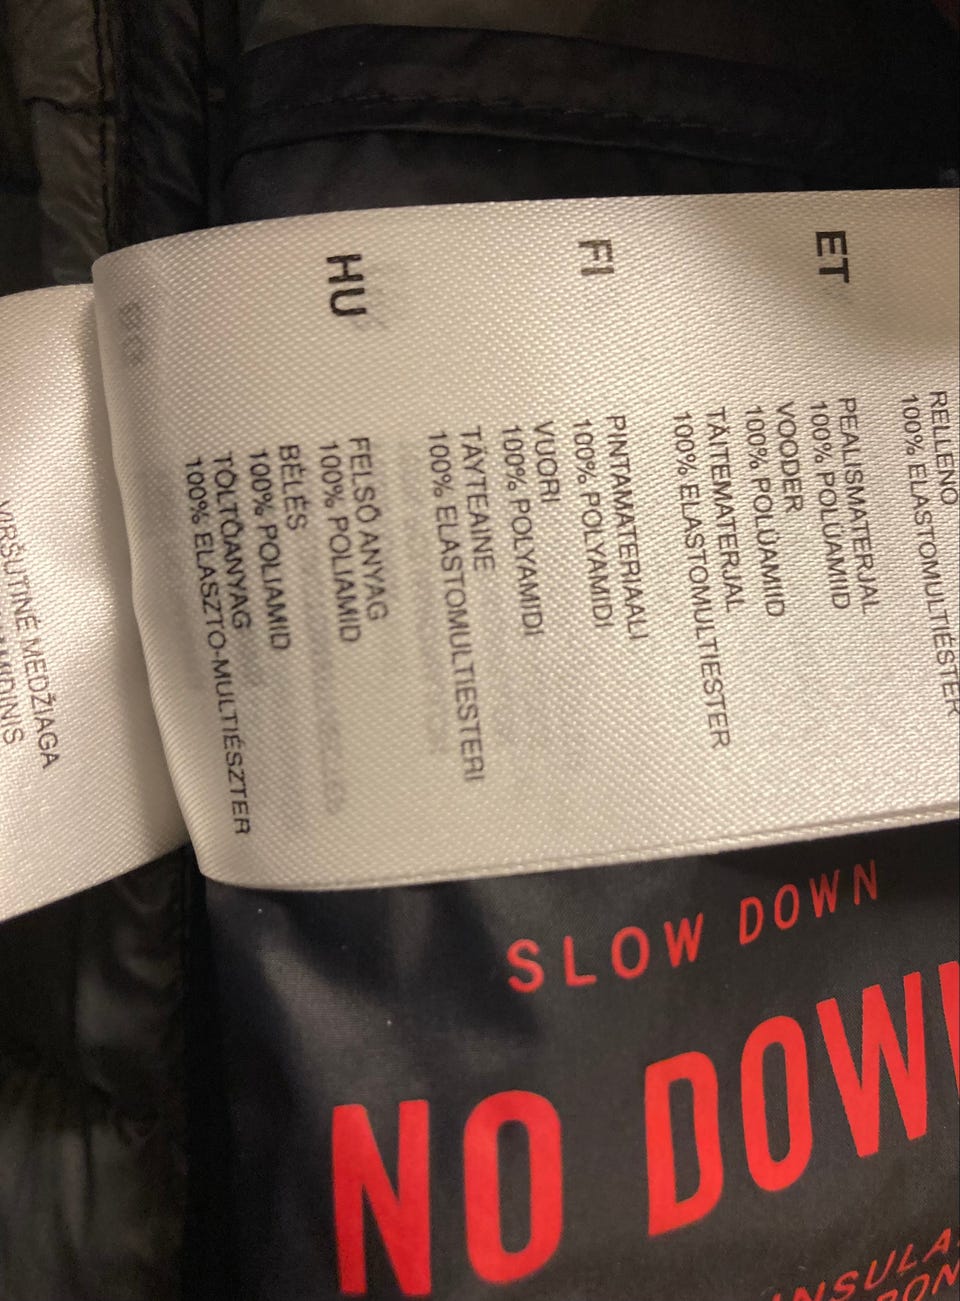 RELLENO
100% ELASTOMULTIÉSTER
ET
PEALISMATERJAL
100% POLÜAMIID
VOODER
100% POLÜAMIID
TÄITEMATERJAL
100% ELASTOMULTIESTER
FI
PINTAMATERIAALI
100% POLYAMIDI
VUORI
100% POLYAMIDI
TÄYTEAINE
100% ELASTOMULTIESTERI
HU
FELSŐ ANYAG
100% POLIAMID
BÉLÉS
100% POLIAMID
TÖLTŐANYAG
100% ELASZTO-MULTIÉSZTER
VIRŠUTINĖ MEDŽIAGA
SLOW DOWN
NO DOWN
INSULA